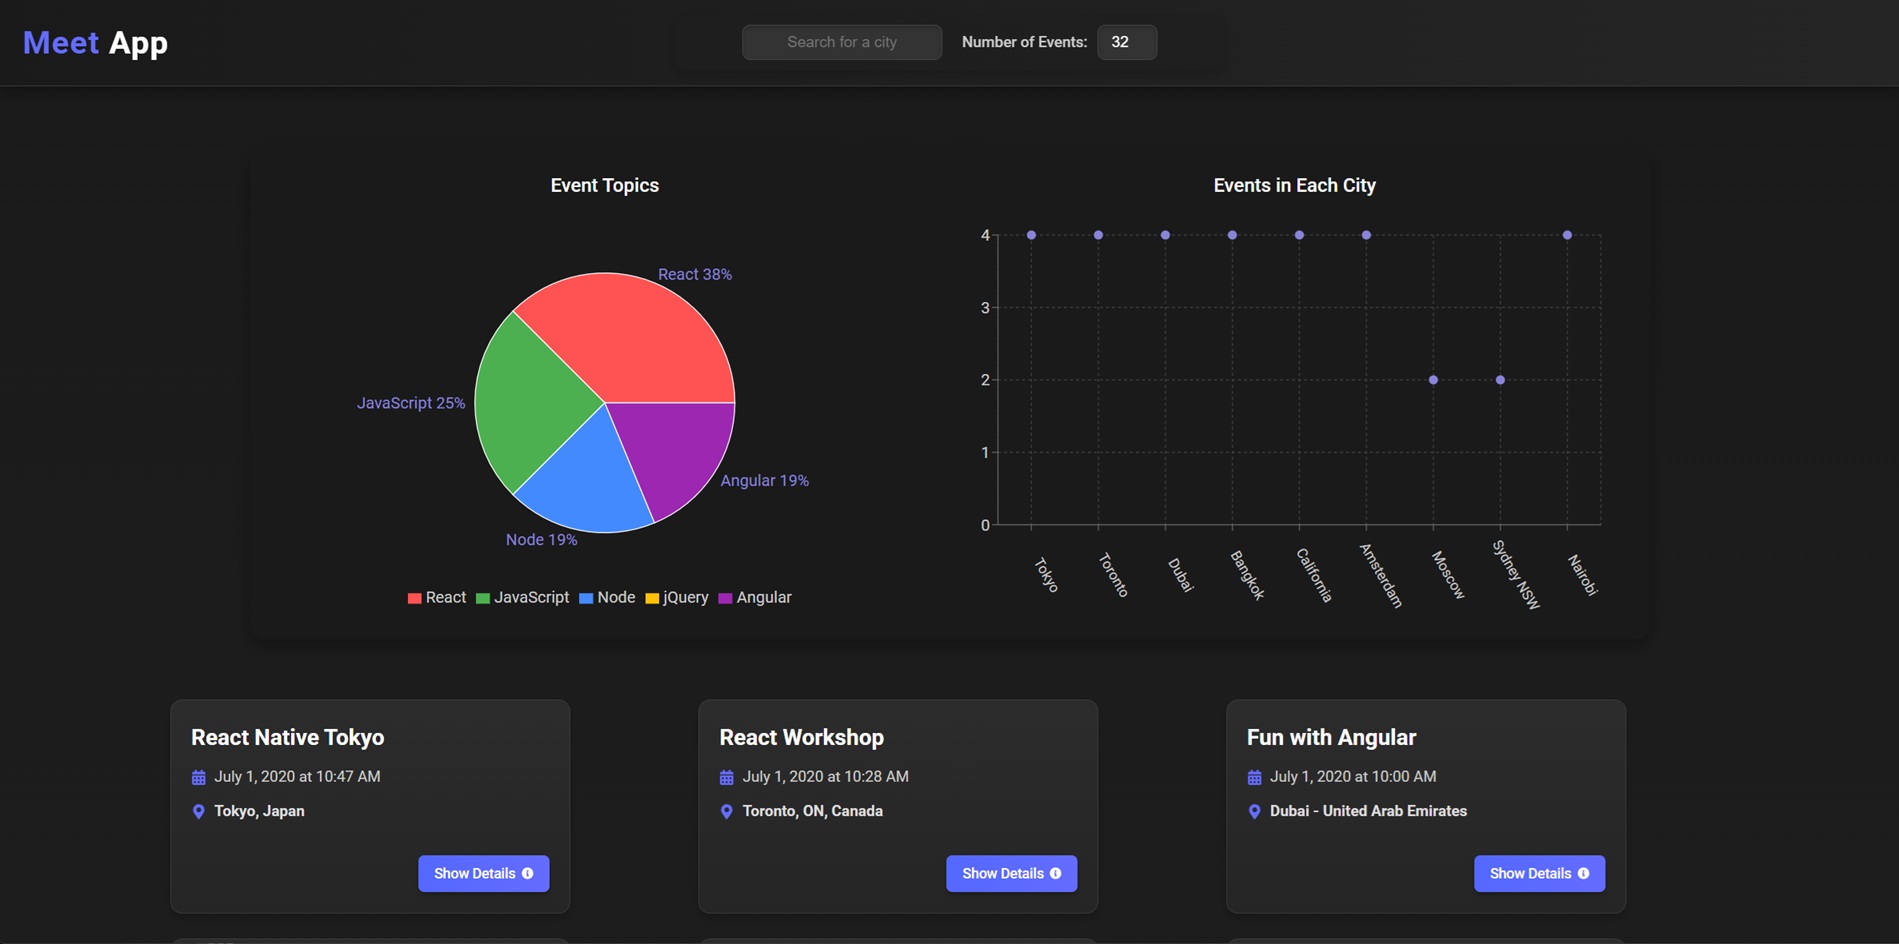 Meet App
Search for a city
Number of Events: 32
Event Topics
React 38%
JavaScript 25%
Angular 19%
Node 19%
React JavaScript Node jQuery Angular
Events in Each City
4
3
2
1
0
Tokyo Toronto Dubai Bangkok California Amsterdam Moscow Sydney NSW Nairobi
React Native Tokyo
July 1, 2020 at 10:47 AM
Tokyo, Japan
Show Details
React Workshop
July 1, 2020 at 10:28 AM
Toronto, ON, Canada
Show Details
Fun with Angular
July 1, 2020 at 10:00 AM
Dubai - United Arab Emirates
Show Details